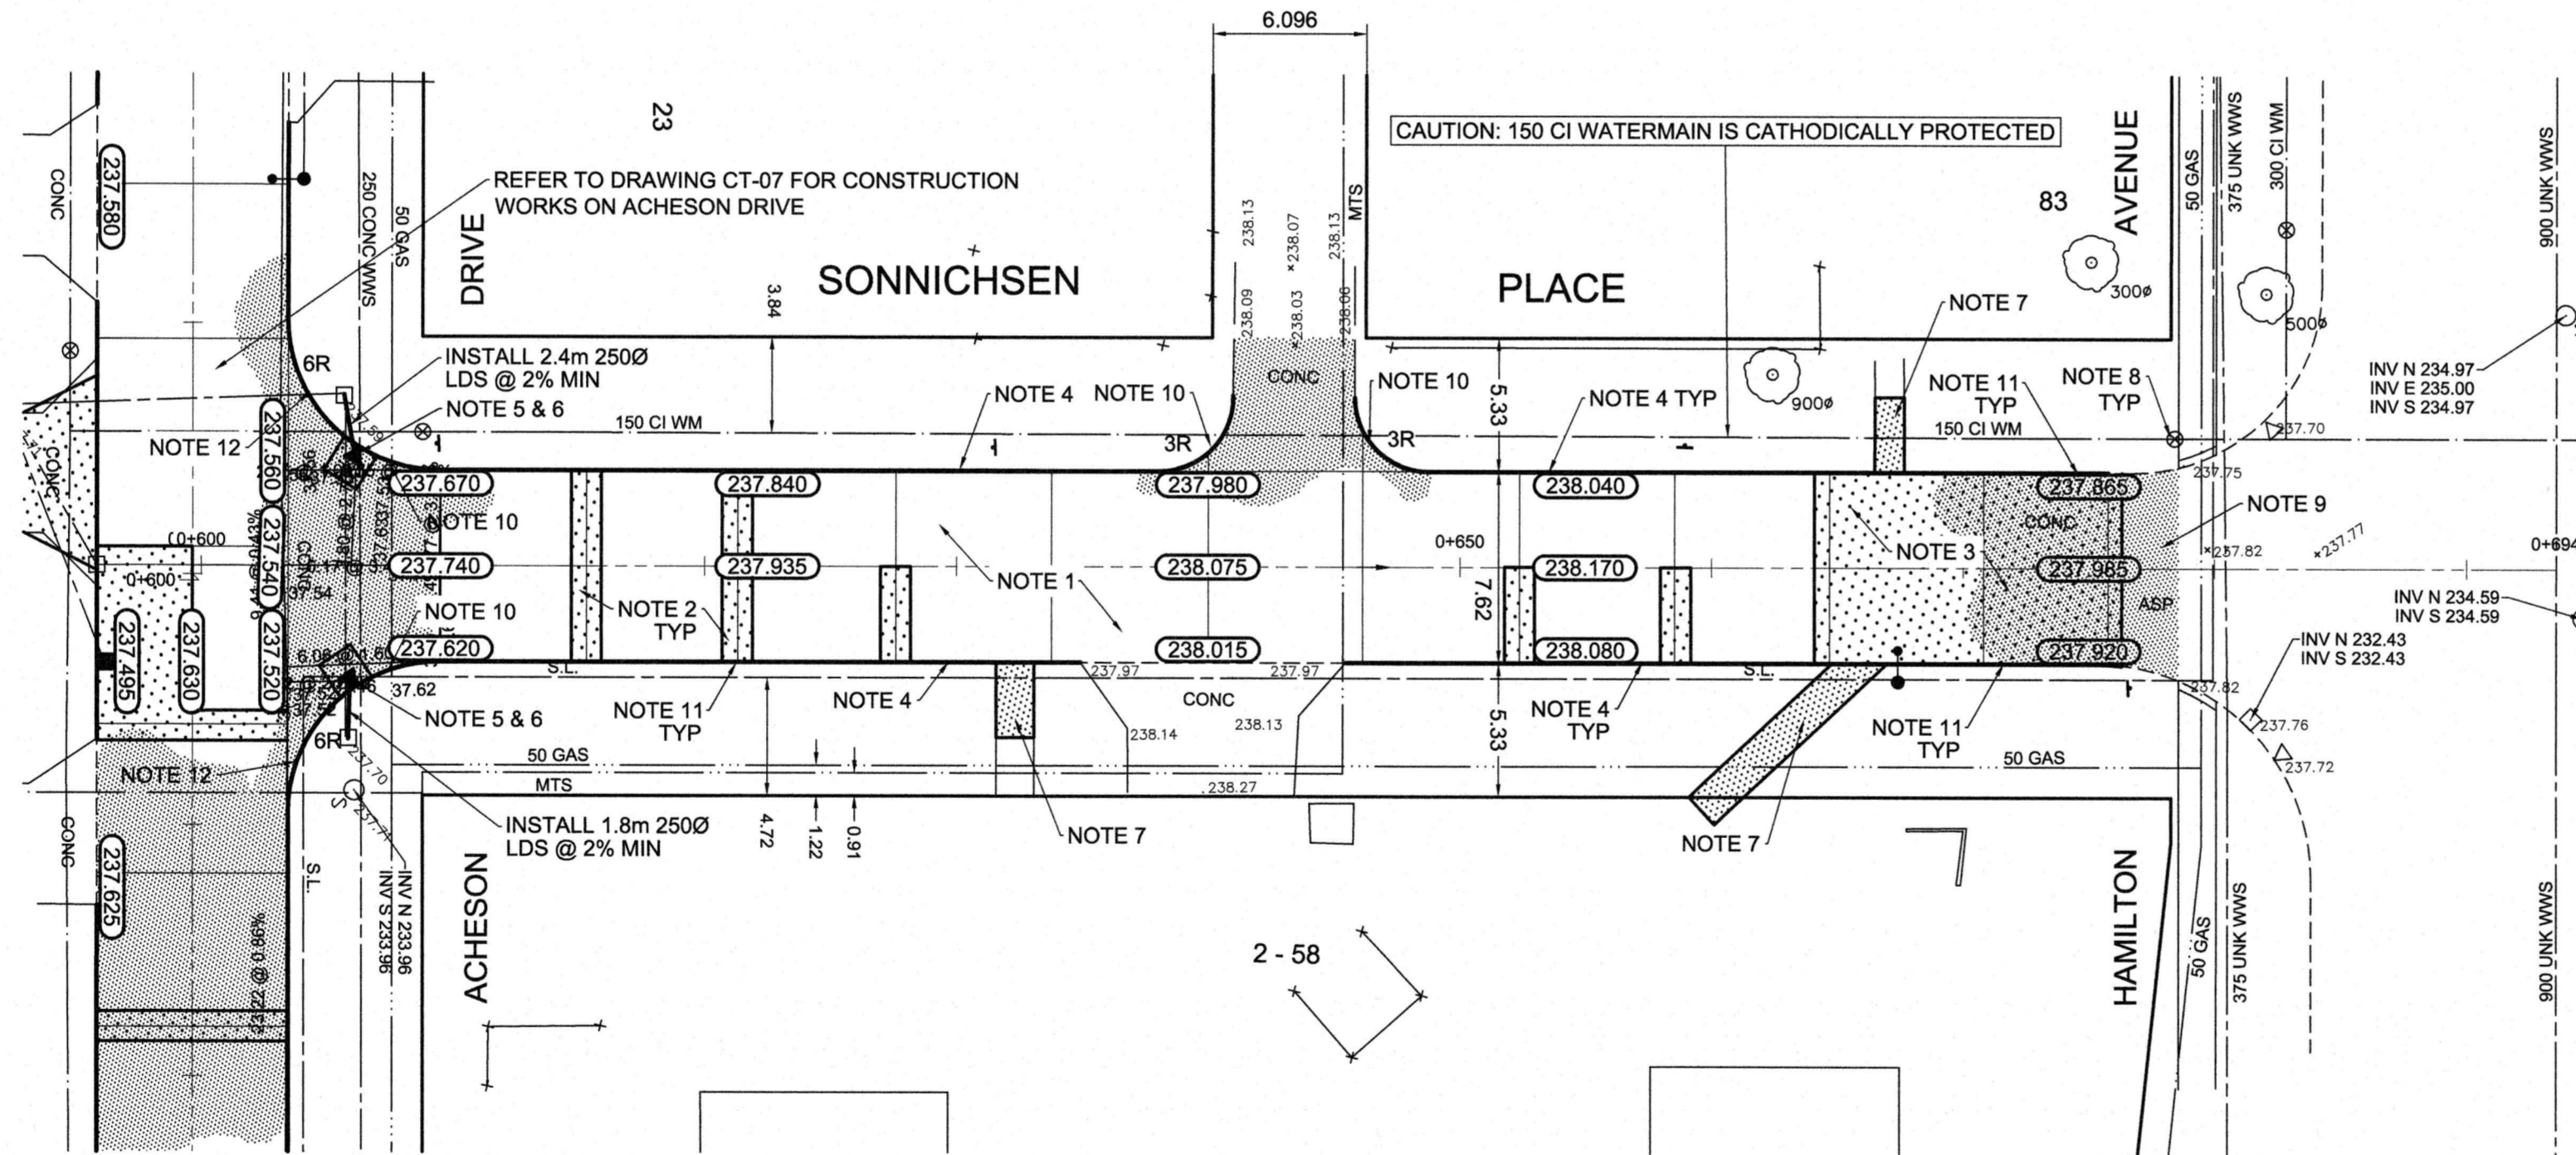 6.096
23
REFER TO DRAWING CT-07 FOR CONSTRUCTION
WORKS ON ACHESON DRIVE
CAUTION: 150 CI WATERMAIN IS CATHODICALLY PROTECTED
CONC
237.580
250 CONC WWS
50 GAS
DRIVE
SONNICHSEN
3.84
238.13
×238.07
238.13
MTS
238.09
×238.03
238.06
PLACE
83
AVENUE
50 GAS
375 UNK WWS
300 CI WM
900 UNK WWS
300ø
500ø
900ø
NOTE 7
6R
INSTALL 2.4m 250Ø
LDS @ 2% MIN
NOTE 5 & 6
NOTE 12
237.59
150 CI WM
NOTE 4
NOTE 10
CONC
NOTE 10
3R
3R
5.33
NOTE 4 TYP
NOTE 11
TYP
NOTE 8
TYP
150 CI WM
INV N 234.97
INV E 235.00
INV S 234.97
237.70
237.75
CONC
237.560
237.670
237.840
237.980
238.040
237.865
NOTE 10
CONC
NOTE 9
0+600
0+600
237.540
237.740
237.935
238.075
0+650
238.170
NOTE 3
237.985
×237.82
×237.77
0+694
NOTE 1
7.62
ASP
NOTE 10
NOTE 2
TYP
237.495
237.630
237.520
237.620
238.015
238.080
237.920
INV N 234.59
INV S 234.59
INV N 232.43
INV S 232.43
S.L.
237.97
237.97
S.L.
37.62
NOTE 5 & 6
NOTE 11
TYP
NOTE 4
CONC
238.14
238.13
NOTE 4
TYP
5.33
NOTE 11
TYP
237.82
237.76
237.72
6R
237.70
NOTE 12
50 GAS
MTS
238.27
50 GAS
S
237.71
INSTALL 1.8m 250Ø
LDS @ 2% MIN
4.72
1.22
0.91
NOTE 7
NOTE 7
CONC
237.625
S.L.
INV N 233.96
INV S 233.96
ACHESON
23.22 @ 0.86%
2 - 58
HAMILTON
50 GAS
375 UNK WWS
900 UNK WWS